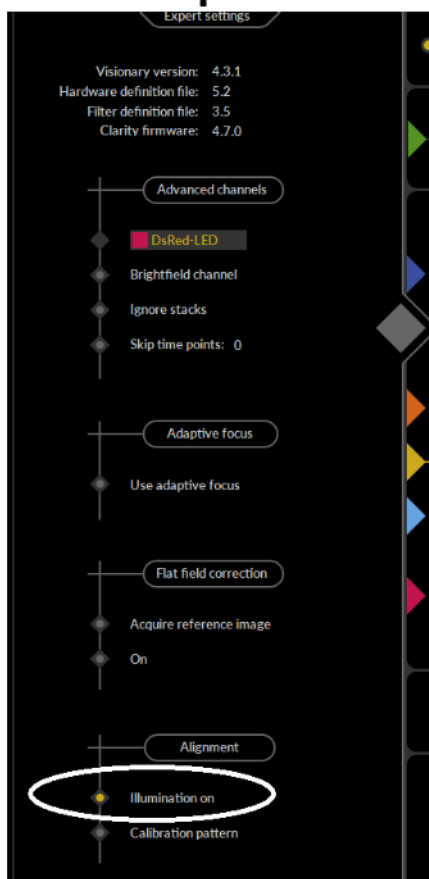 Expert settings
Visionary version: 4.3.1
Hardware definition file: 5.2
Filter definition file: 3.5
Clarity firmware: 4.7.0
Advanced channels
DsRed-LED
Brightfield channel
Ignore stacks
Skip time points: 0
Adaptive focus
Use adaptive focus
Flat field correction
Acquire reference image
On
Alignment
Illumination on
Calibration pattern